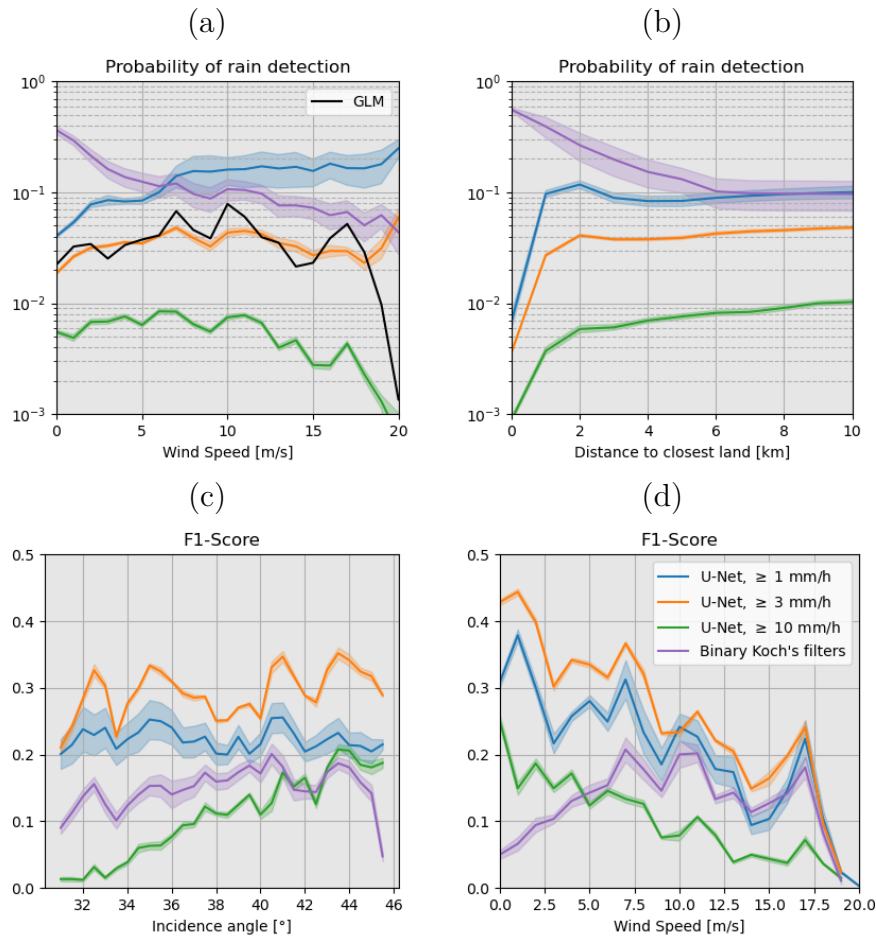 (a)
Probability of rain detection
GLM
10^0
10^-1
10^-2
10^-3
0 5 10 15 20
Wind Speed [m/s]
(b)
Probability of rain detection
10^0
10^-1
10^-2
10^-3
0 2 4 6 8 10
Distance to closest land [km]
(c)
F1-Score
0.5
0.4
0.3
0.2
0.1
0.0
32 34 36 38 40 42 44 46
Incidence angle [°]
(d)
F1-Score
U-Net, ≥ 1 mm/h
U-Net, ≥ 3 mm/h
U-Net, ≥ 10 mm/h
Binary Koch's filters
0.5
0.4
0.3
0.2
0.1
0.0
0.0 2.5 5.0 7.5 10.0 12.5 15.0 17.5 20.0
Wind Speed [m/s]